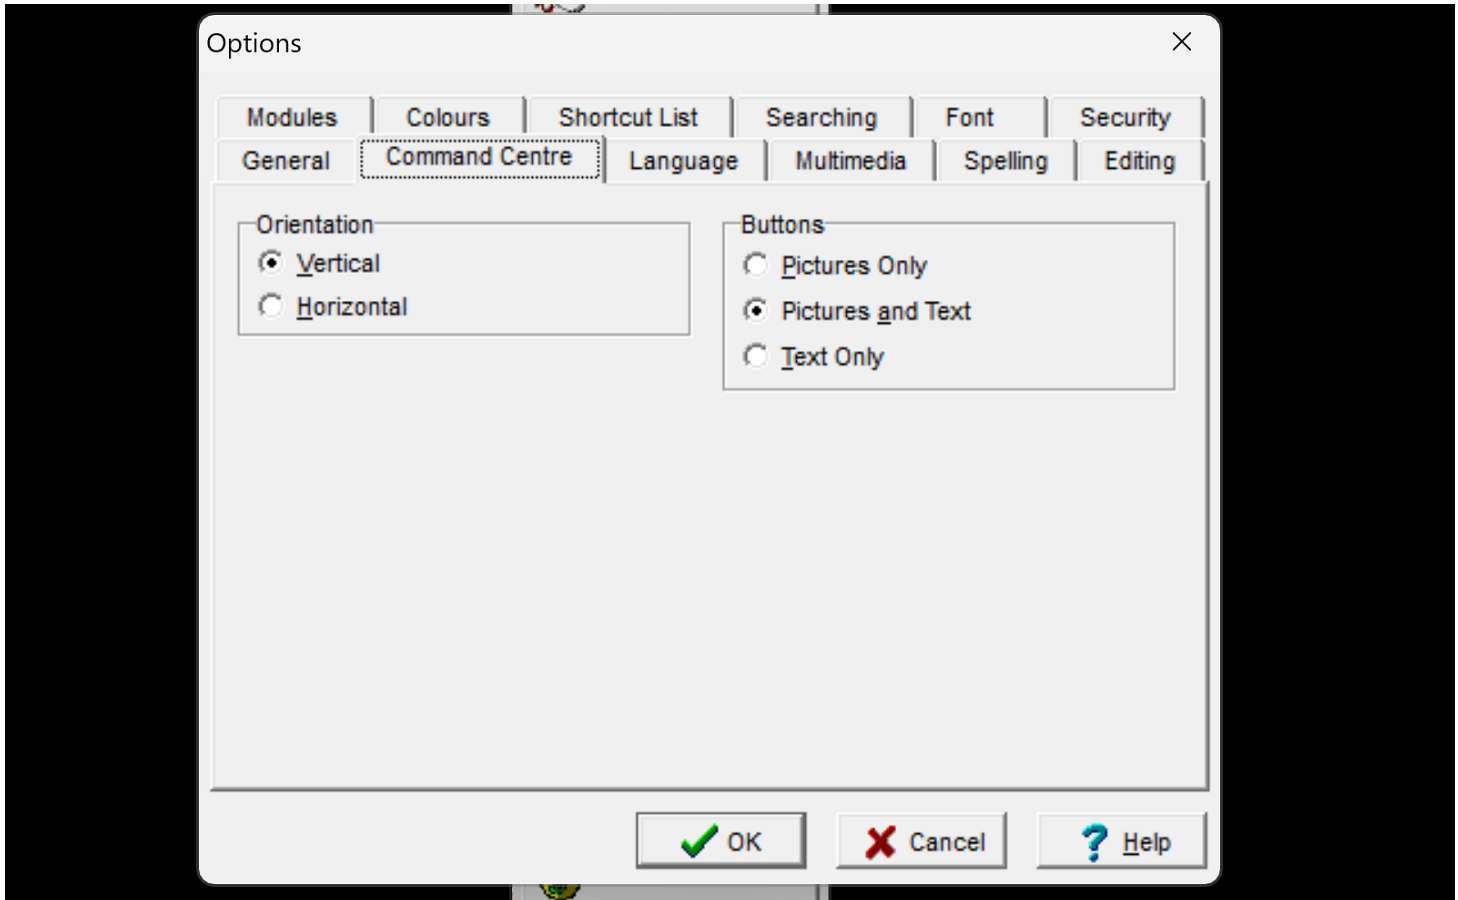 Options
Modules Colours Shortcut List Searching Font Security
General Command Centre Language Multimedia Spelling Editing
Orientation
Vertical
Horizontal
Buttons
Pictures Only
Pictures and Text
Text Only
OK Cancel Help